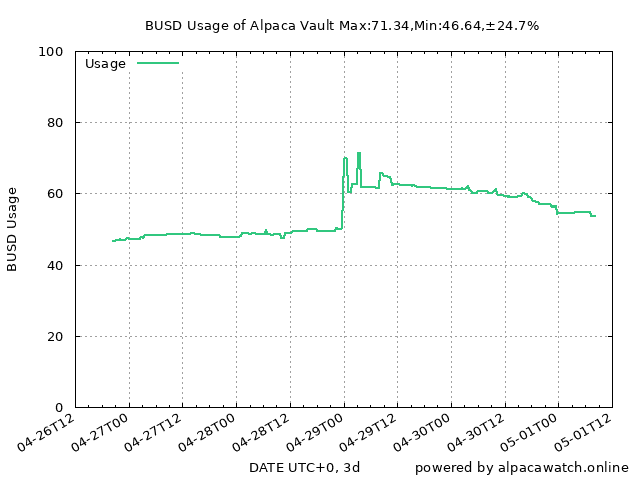 BUSD Usage of Alpaca Vault Max:71.34,Min:46.64,±24.7%
Usage
BUSD Usage
100
80
60
40
20
0
04-26T12
04-27T00
04-27T12
04-28T00
04-28T12
04-29T00
04-29T12
04-30T00
04-30T12
05-01T00
05-01T12
DATE UTC+0, 3d
powered by alpacawatch.online